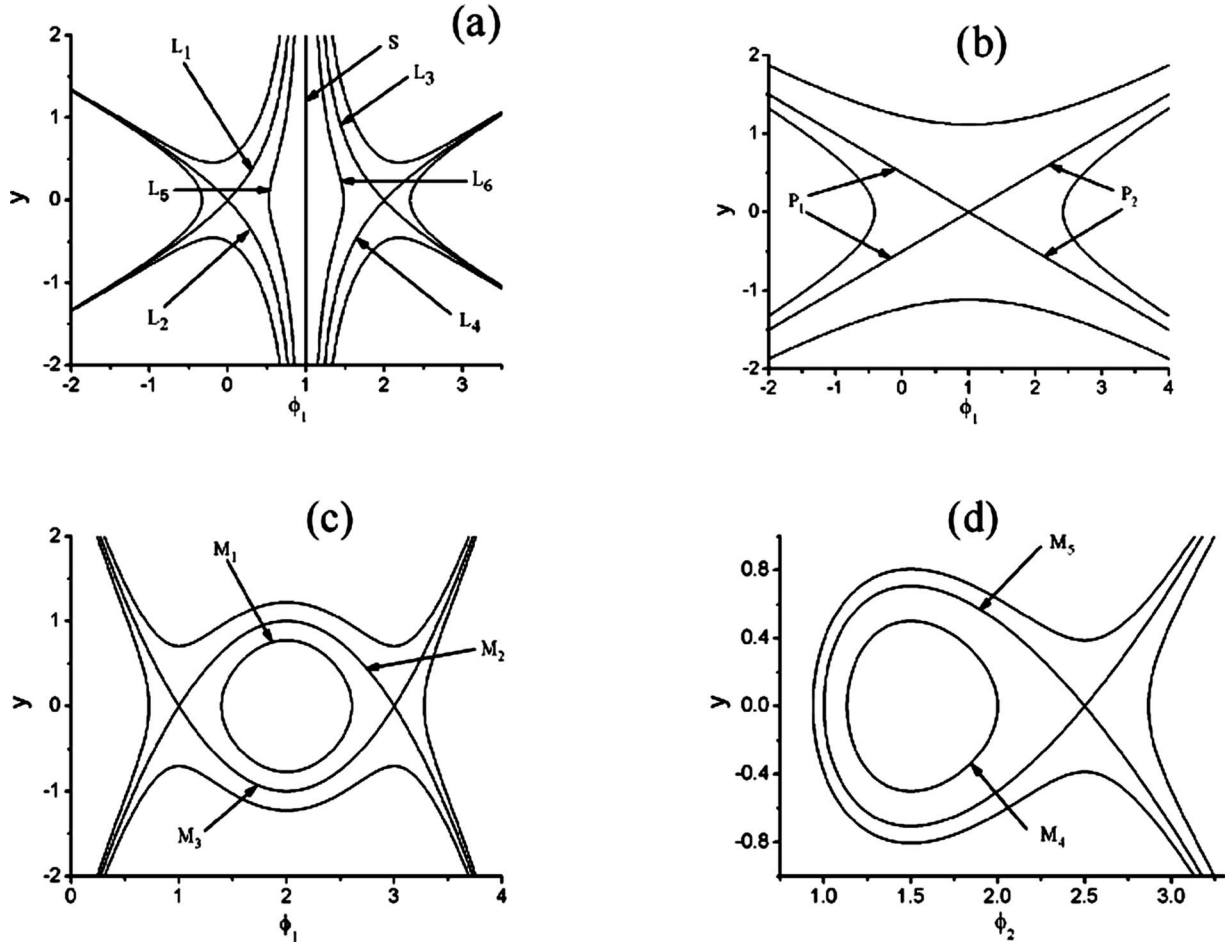 (a)
L1
S
L3
L5
L6
L2
L4
y
2
1
0
-1
-2
-2 -1 0 1 2 3
ϕ1
(b)
P1
P2
y
2
1
0
-1
-2
-2 -1 0 1 2 3 4
ϕ1
(c)
M1
M2
M3
y
2
1
0
-1
-2
0 1 2 3 4
ϕ1
(d)
M5
M4
y
0.8
0.4
0.0
-0.4
-0.8
1.0 1.5 2.0 2.5 3.0
ϕ2